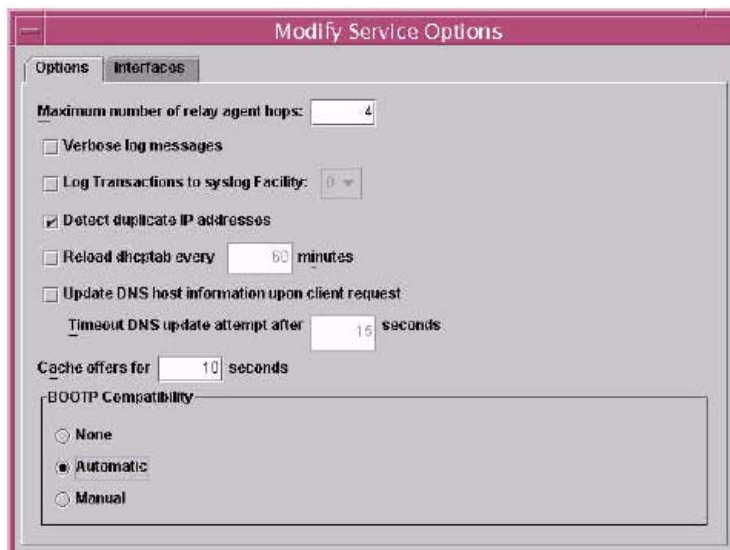 Modify Service Options
Options Interfaces
Maximum number of relay agent hops: 4
Verbose log messages
Log Transactions to syslog Facility: 0
Detect duplicate IP addresses
Reload dhcptab every 60 minutes
Update DNS host information upon client request
Timeout DNS update attempt after 15 seconds
Cache offers for 10 seconds
BOOTP Compatibility
None
Automatic
Manual